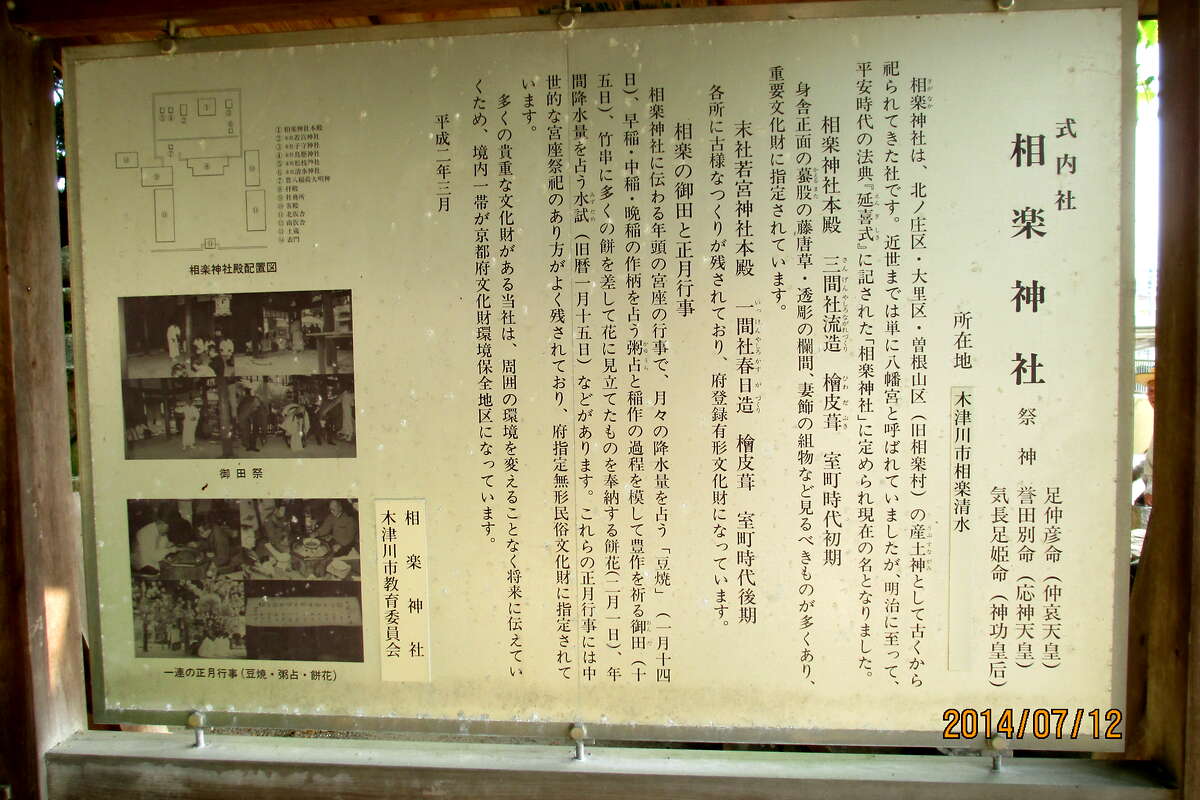 式内社
相楽神社
祭神
足仲彦命（仲哀天皇）
誉田別命（応神天皇）
気長足姫命（神功皇后）
所在地　木津川市相楽清水
相楽神社は、北ノ庄区・大里区・曽根山区（旧相楽村）の産土神として古くから
祀られてきた社です。近世までは単に八幡宮と呼ばれていましたが、明治に至って、
平安時代の法典『延喜式』に記された「相楽神社」に定められ現在の名となりました。
相楽神社本殿　三間社流造　檜皮葺　室町時代初期
身舎正面の蟇股の藤唐草・透彫の欄間、妻飾の組物など見るべきものが多くあり、
重要文化財に指定されています。
末社若宮神社本殿　一間社春日造　檜皮葺　室町時代後期
各所に古様なつくりが残されており、府登録有形文化財になっています。
相楽の御田と正月行事
相楽神社に伝わる年頭の宮座の行事で、月々の降水量を占う「豆焼」（一月十四
日）、早稲・中稲・晩稲の作柄を占う粥占と稲作の過程を模して豊作を祈る御田（十
五日）、竹串に多くの餅を差して花に見立てたものを奉納する餅花（二月一日）、年
間降水量を占う水試（旧暦一月十五日）などがあります。これらの正月行事には中
世的な宮座祭祀のあり方がよく残されており、府指定無形民俗文化財に指定されて
います。
多くの貴重な文化財がある当社は、周囲の環境を変えることなく将来に伝えてい
くため、境内一帯が京都府文化財環境保全地区になっています。
平成二年三月
相楽神社
木津川市教育委員会
①相楽神社本殿
②末社若宮神社
⑧拝殿
⑨社務所
相楽神社殿配置図
御田祭
一連の正月行事（豆焼・粥占・餅花）
2014/07/12